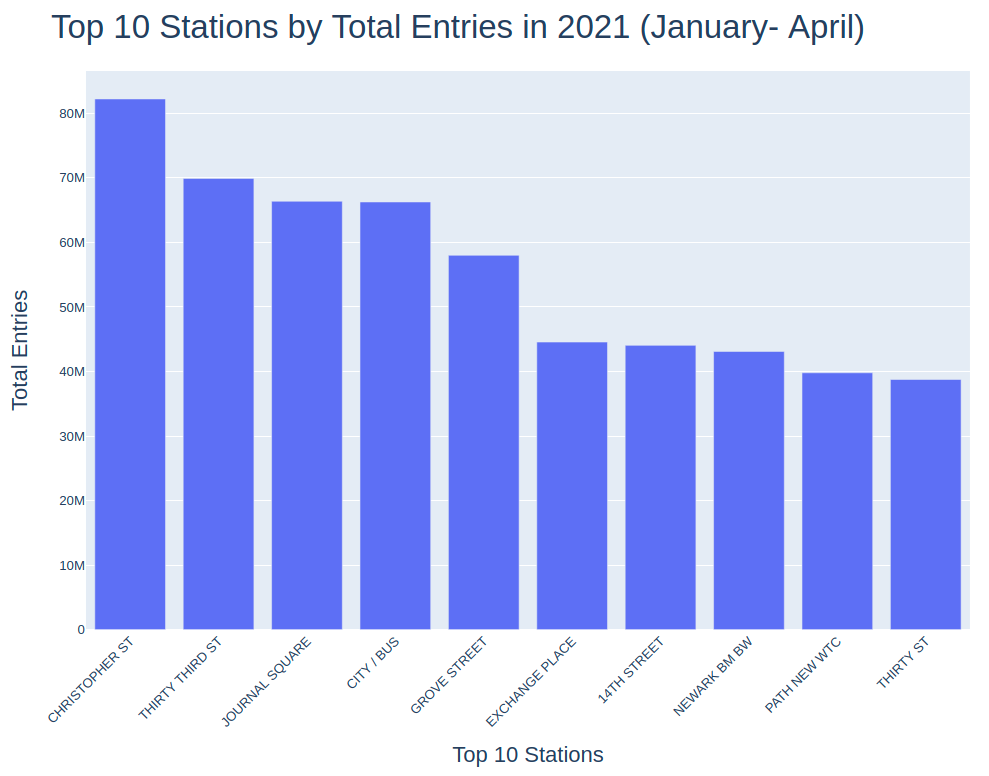 Top 10 Stations by Total Entries in 2021 (January- April)
Total Entries
80M
70M
60M
50M
40M
30M
20M
10M
0
CHRISTOPHER ST
THIRTY THIRD ST
JOURNAL SQUARE
CITY / BUS
GROVE STREET
EXCHANGE PLACE
14TH STREET
NEWARK BM BW
PATH NEW WTC
THIRTY ST
Top 10 Stations